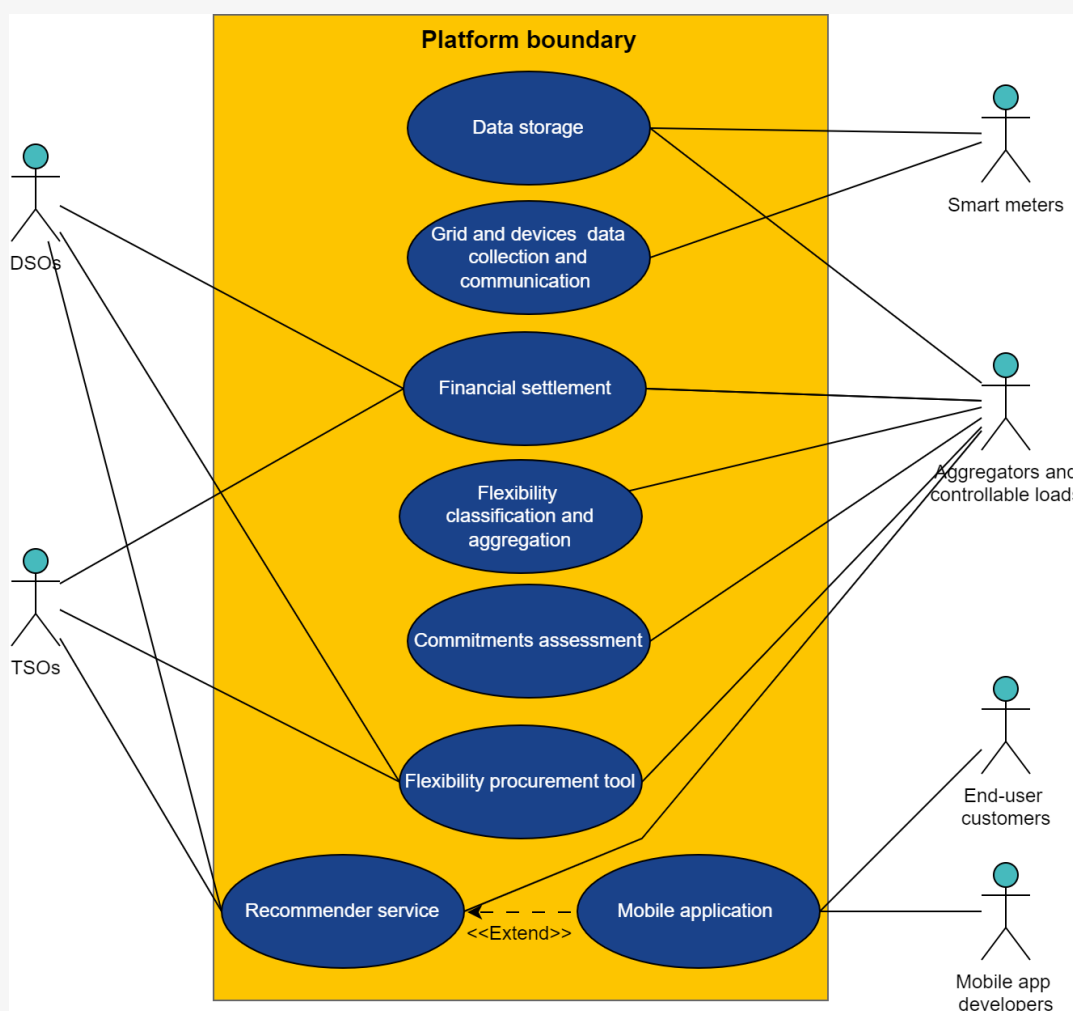 Platform boundary
Data storage
Smart meters
DSOs
Grid and devices data
collection and
communication
Financial settlement
Aggregators and
controllable loads
Flexibility
classification and
aggregation
Commitments assessment
TSOs
Flexibility procurement tool
End-user
customers
Recommender service
<<Extend>>
Mobile application
Mobile app
developers